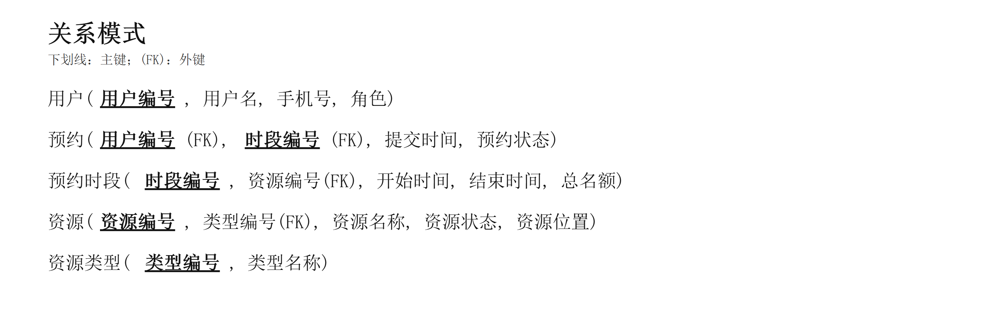 关系模式
下划线：主键；(FK)：外键
用户(用户编号, 用户名, 手机号, 角色)
预约(用户编号(FK), 时段编号(FK), 提交时间, 预约状态)
预约时段(时段编号, 资源编号(FK), 开始时间, 结束时间, 总名额)
资源(资源编号, 类型编号(FK), 资源名称, 资源状态, 资源位置)
资源类型(类型编号, 类型名称)